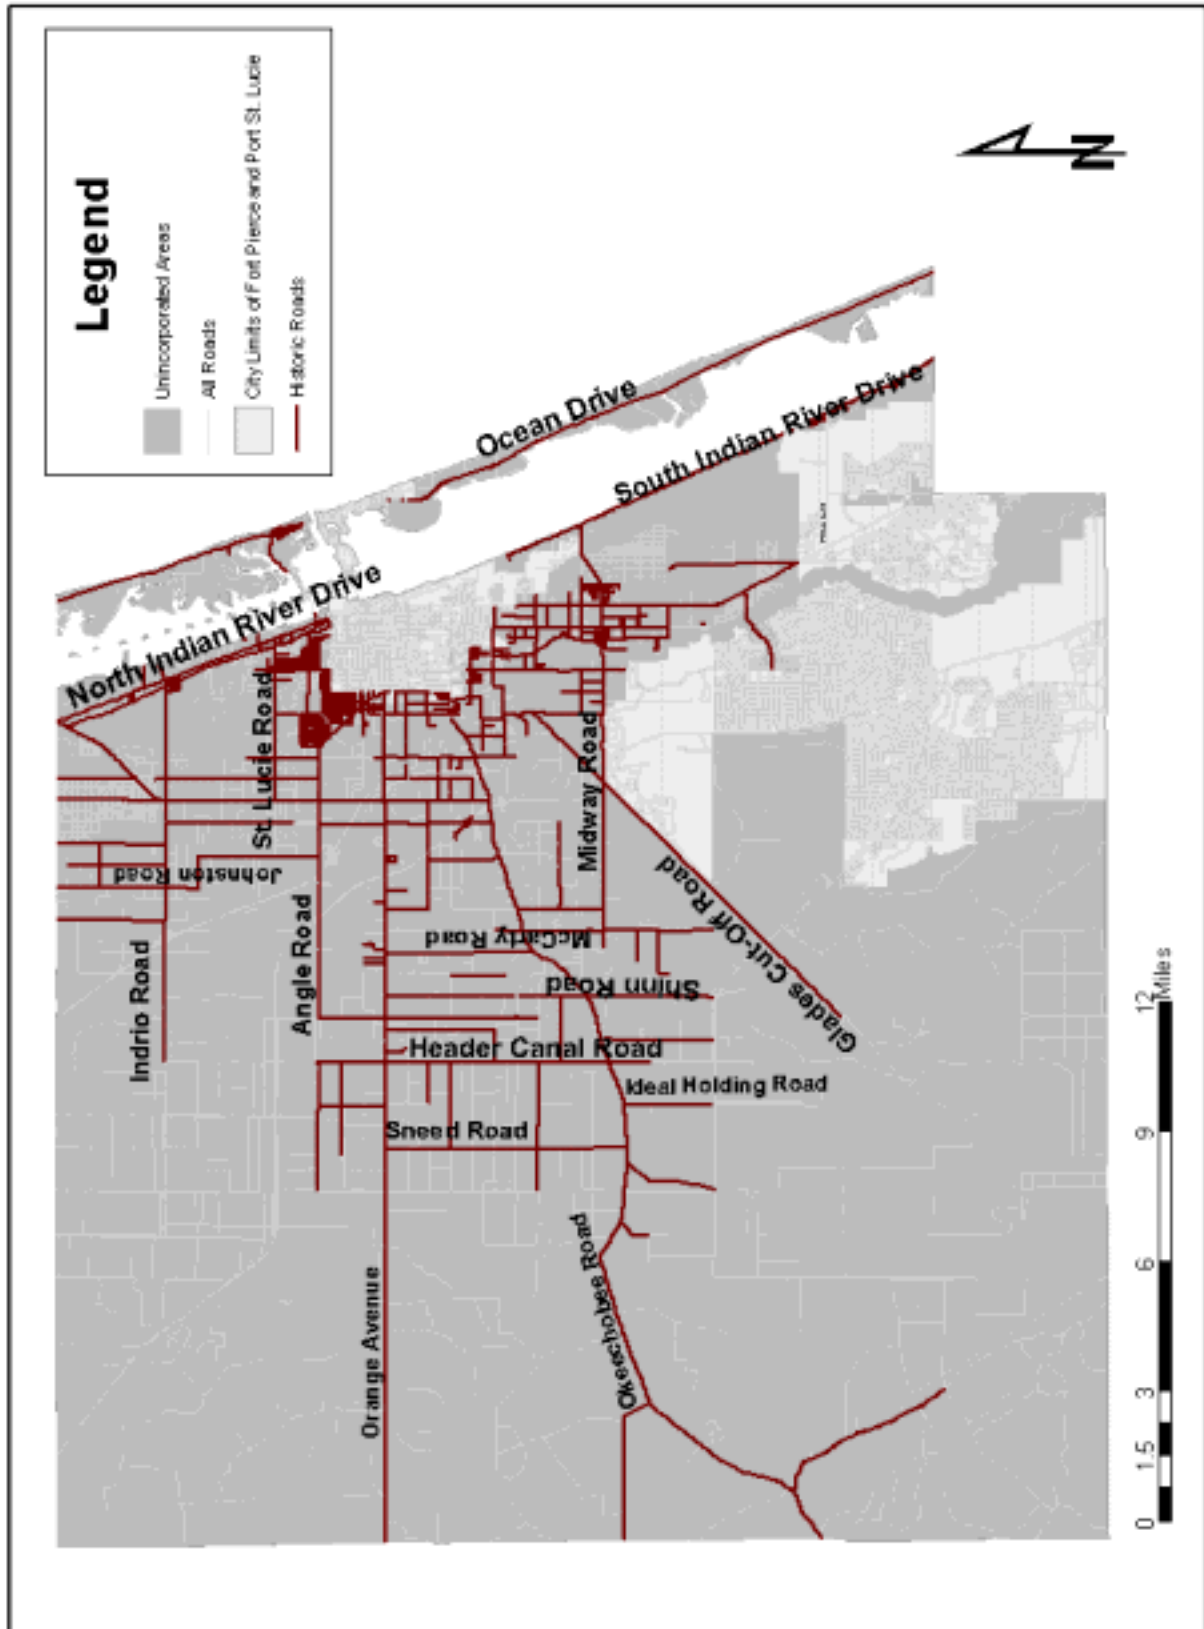 Legend
Unincorporated Areas
All Roads
City Limits of Fort Pierce and Port St. Lucie
Historic Roads
N
Ocean Drive
South Indian River Drive
North Indian River Drive
St. Lucie Road
Midway Road
Johnston Road
Glades Cut-Off Road
Angle Road
McCarty Road
Indrio Road
Shinn Road
Header Canal Road
Ideal Holding Road
Sneed Road
Okeechobee Road
Orange Avenue
0 1.5 3 6 9 12
Miles